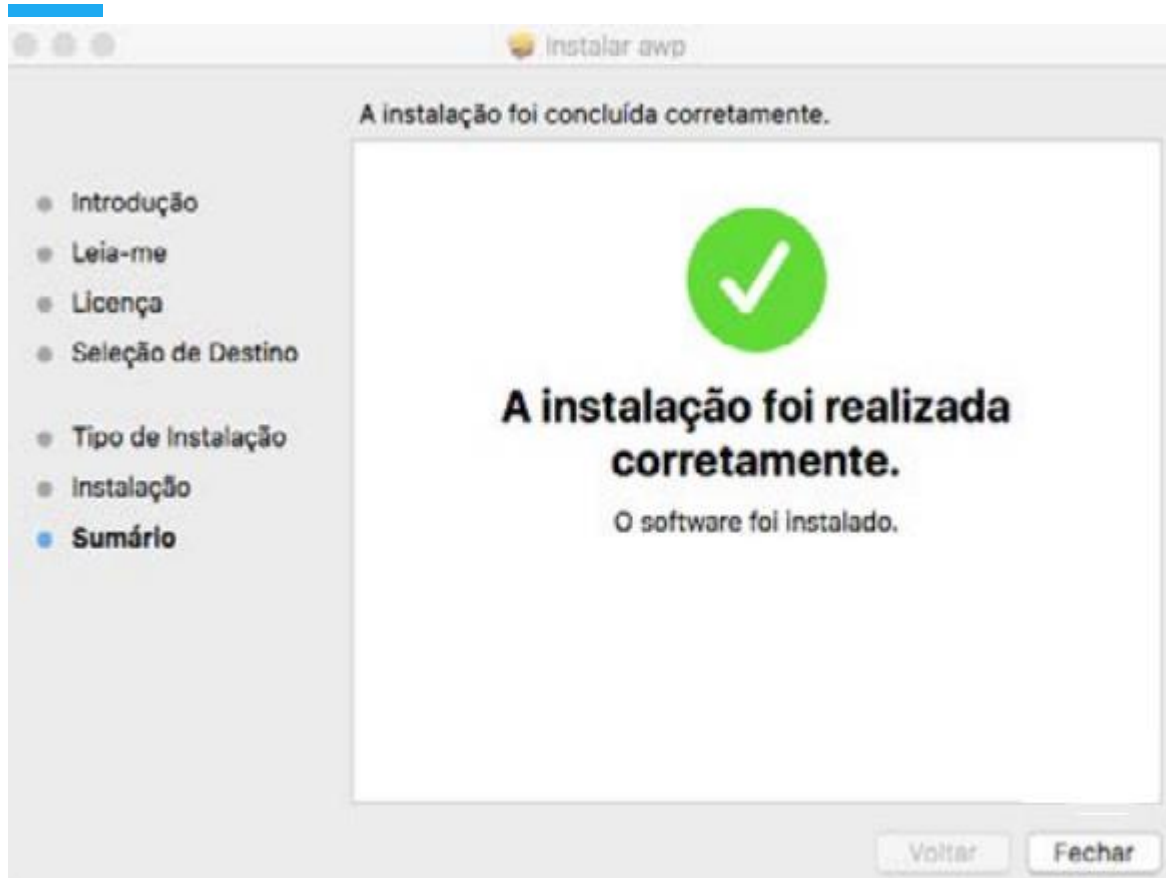 Instalar awp
A instalação foi concluída corretamente.
Introdução
Leia-me
Licença
Seleção de Destino
Tipo de Instalação
Instalação
Sumário
A instalação foi realizada
corretamente.
O software foi instalado.
Voltar
Fechar